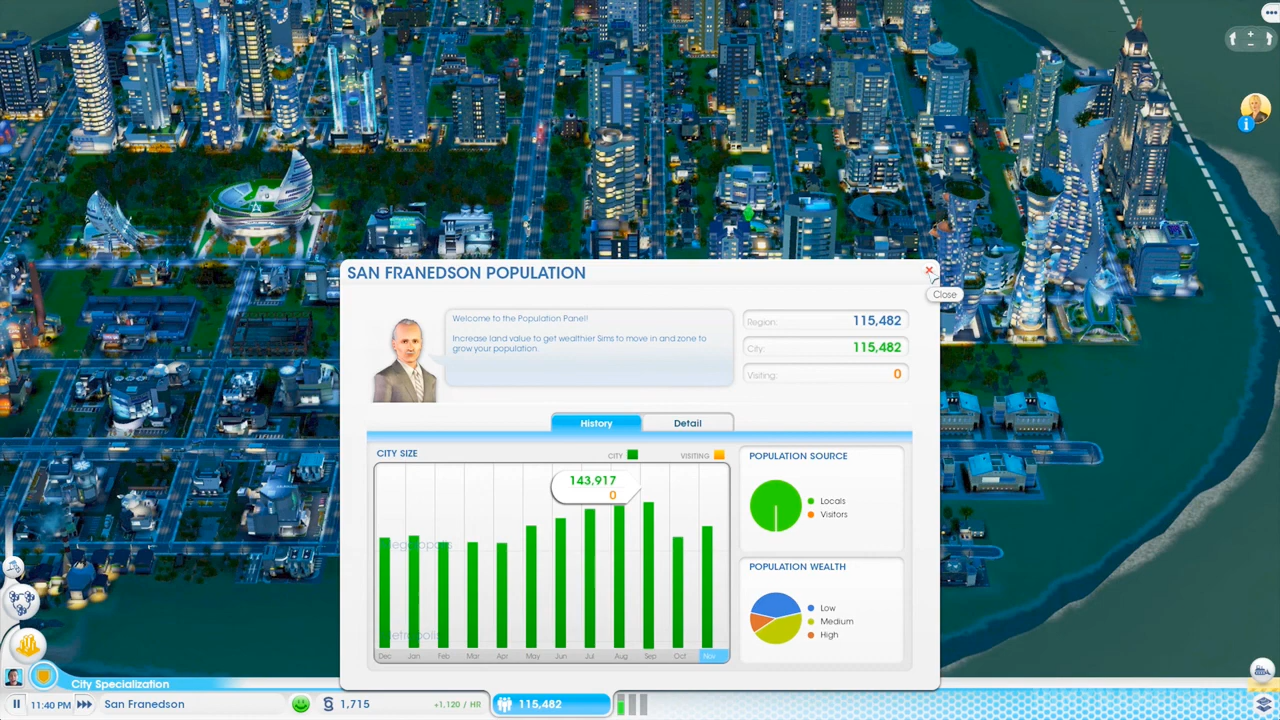 SAN FRANEDSON POPULATION
Close
Welcome to the Population Panel!
Increase land value to get wealthier Sims to move in and zone to
grow your population.
Region: 115,482
City: 115,482
Visiting: 0
History Detail
CITY SIZE CITY VISITING
143,917
0
Megalopolis
Metropolis
Dec Jan Feb Mar Apr May Jun Jul Aug Sep Oct Nov
POPULATION SOURCE
Locals
Visitors
POPULATION WEALTH
Low
Medium
High
City Specialization
11:40 PM San Franedson 1,715 +1,120 / HR 115,482